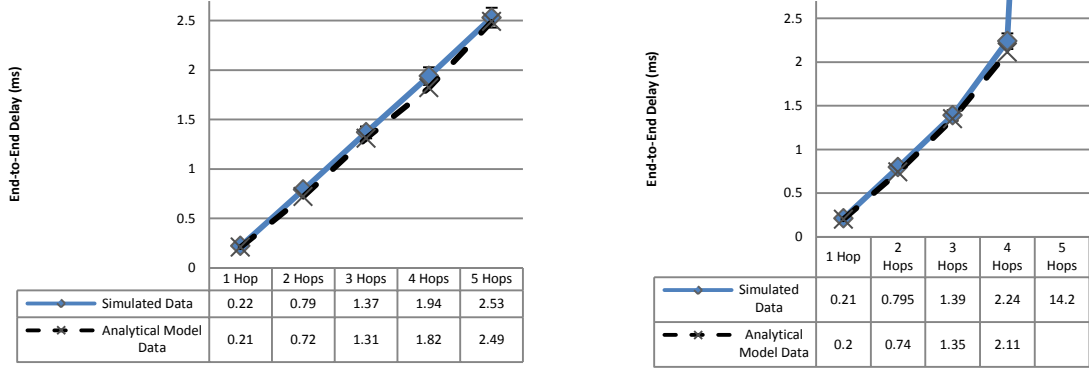 End-to-End Delay (ms)
2.5
2
1.5
1
0.5
0
1 Hop 2 Hops 3 Hops 4 Hops 5 Hops
Simulated Data 0.22 0.79 1.37 1.94 2.53
Analytical Model
Data
0.21 0.72 1.31 1.82 2.49
End-to-End Delay (ms)
2.5
2
1.5
1
0.5
0
1 Hop 2 Hops 3 Hops 4 Hops 5 Hops
Simulated
Data
0.21 0.795 1.39 2.24 14.2
Analytical
Model Data
0.2 0.74 1.35 2.11